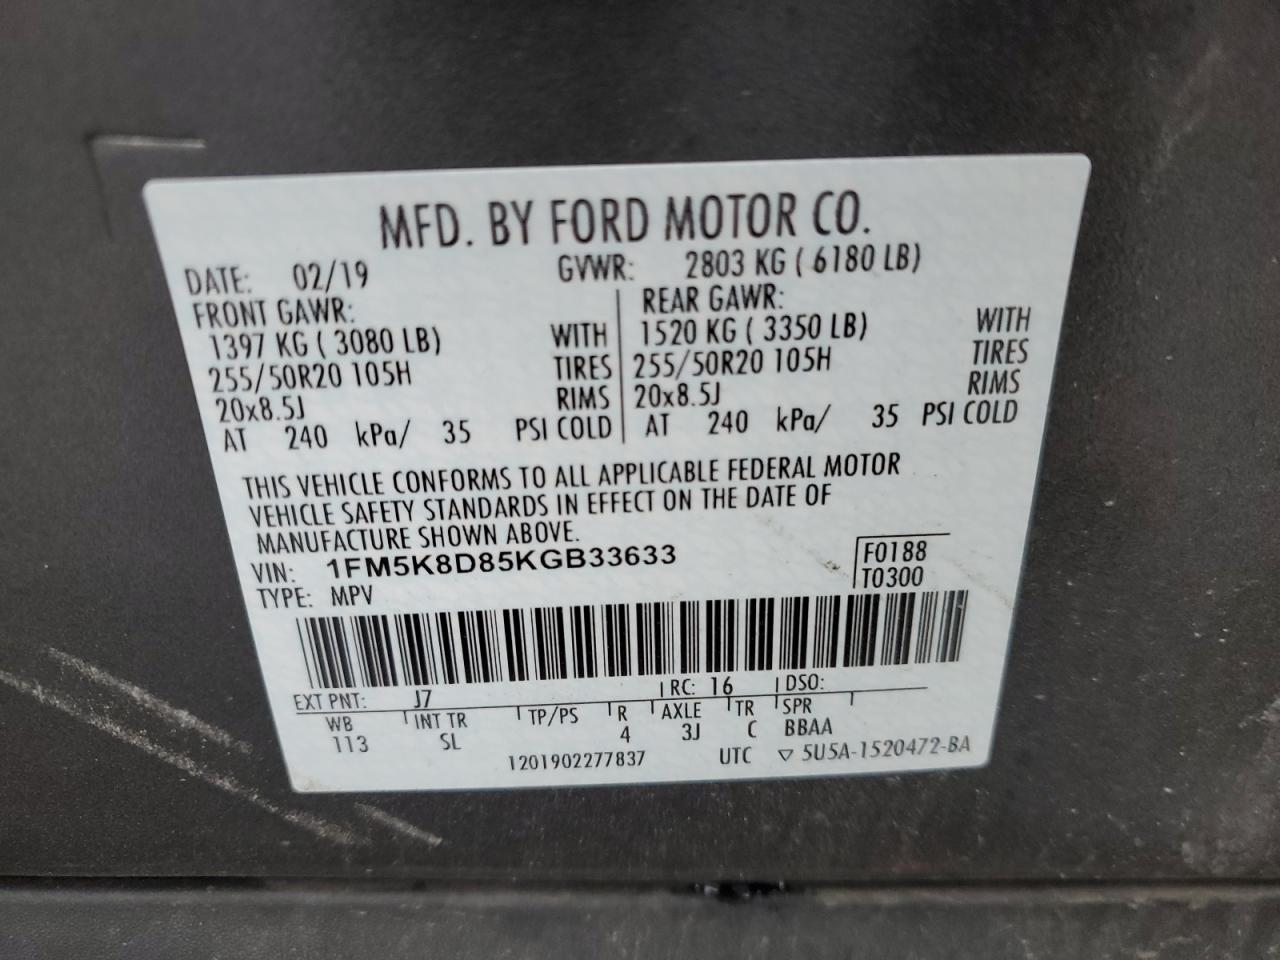 MFD. BY FORD MOTOR CO.
DATE: 02/19 GVWR: 2803 KG ( 6180 LB)
FRONT GAWR: REAR GAWR:
1397 KG ( 3080 LB) WITH 1520 KG ( 3350 LB) WITH
255/50R20 105H TIRES 255/50R20 105H TIRES
20x8.5J RIMS 20x8.5J RIMS
AT 240 kPa/ 35 PSI COLD AT 240 kPa/ 35 PSI COLD
THIS VEHICLE CONFORMS TO ALL APPLICABLE FEDERAL MOTOR
VEHICLE SAFETY STANDARDS IN EFFECT ON THE DATE OF
MANUFACTURE SHOWN ABOVE.
VIN: 1FM5K8D85KGB33633 F0188
TYPE: MPV T0300
EXT PNT: J7 RC: 16 DSO:
WB INT TR TP/PS R AXLE TR SPR
113 SL 4 3J C BBAA
1201902277837 UTC ▽ 5U5A-1520472-BA